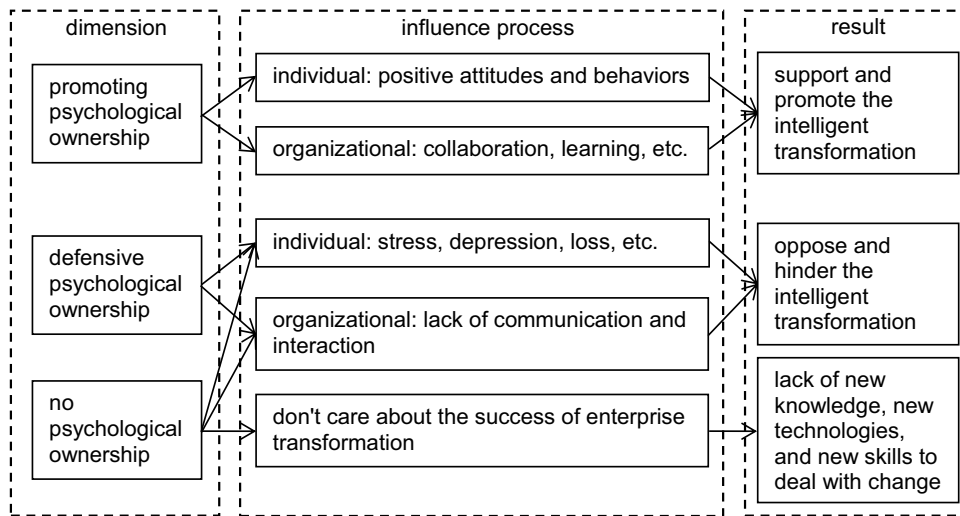 dimension
influence process
result
promoting
psychological
ownership
individual: positive attitudes and behaviors
organizational: collaboration, learning, etc.
support and
promote the
intelligent
transformation
defensive
psychological
ownership
individual: stress, depression, loss, etc.
organizational: lack of communication and
interaction
oppose and
hinder the
intelligent
transformation
no
psychological
ownership
don't care about the success of enterprise
transformation
lack of new
knowledge, new
technologies,
and new skills to
deal with change